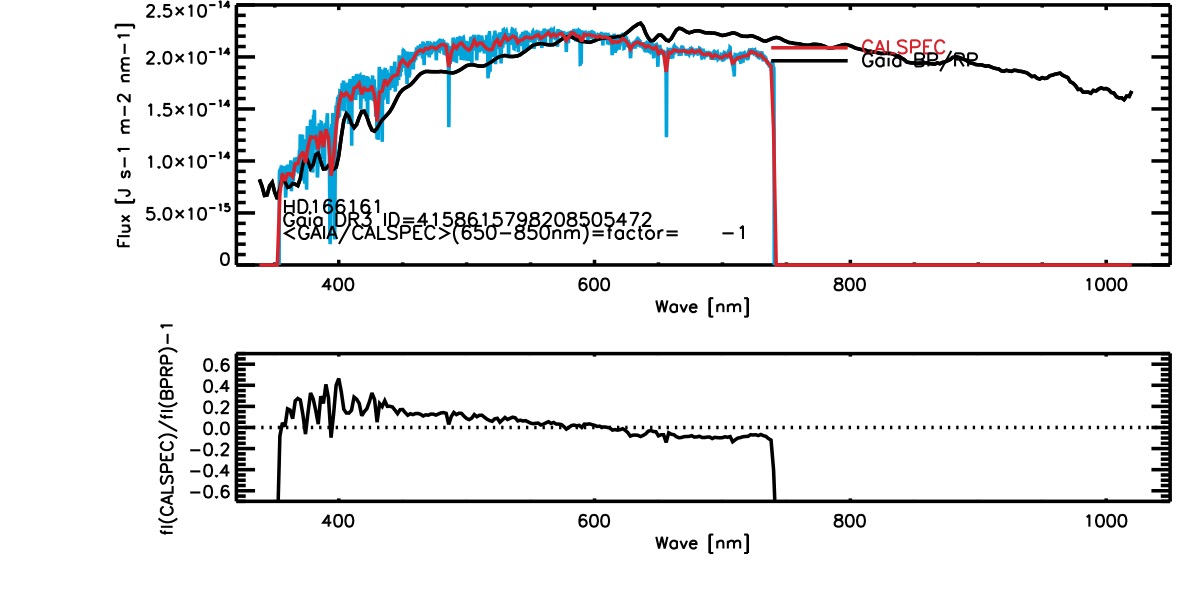 2.5×10−14
2.0×10−14
1.5×10−14
1.0×10−14
5.0×10−15
0
Flux [J s−1 m−2 nm−1]
CALSPEC
Gaia BP/RP
HD166161
Gaia DR3 ID=4158615798208505472
<GAIA/CALSPEC>(650−850nm)=factor= −1
400 600 800 1000
Wave [nm]
0.6
0.4
0.2
0.0
−0.2
−0.4
−0.6
fl(CALSPEC)/fl(BPRP)−1
400 600 800 1000
Wave [nm]